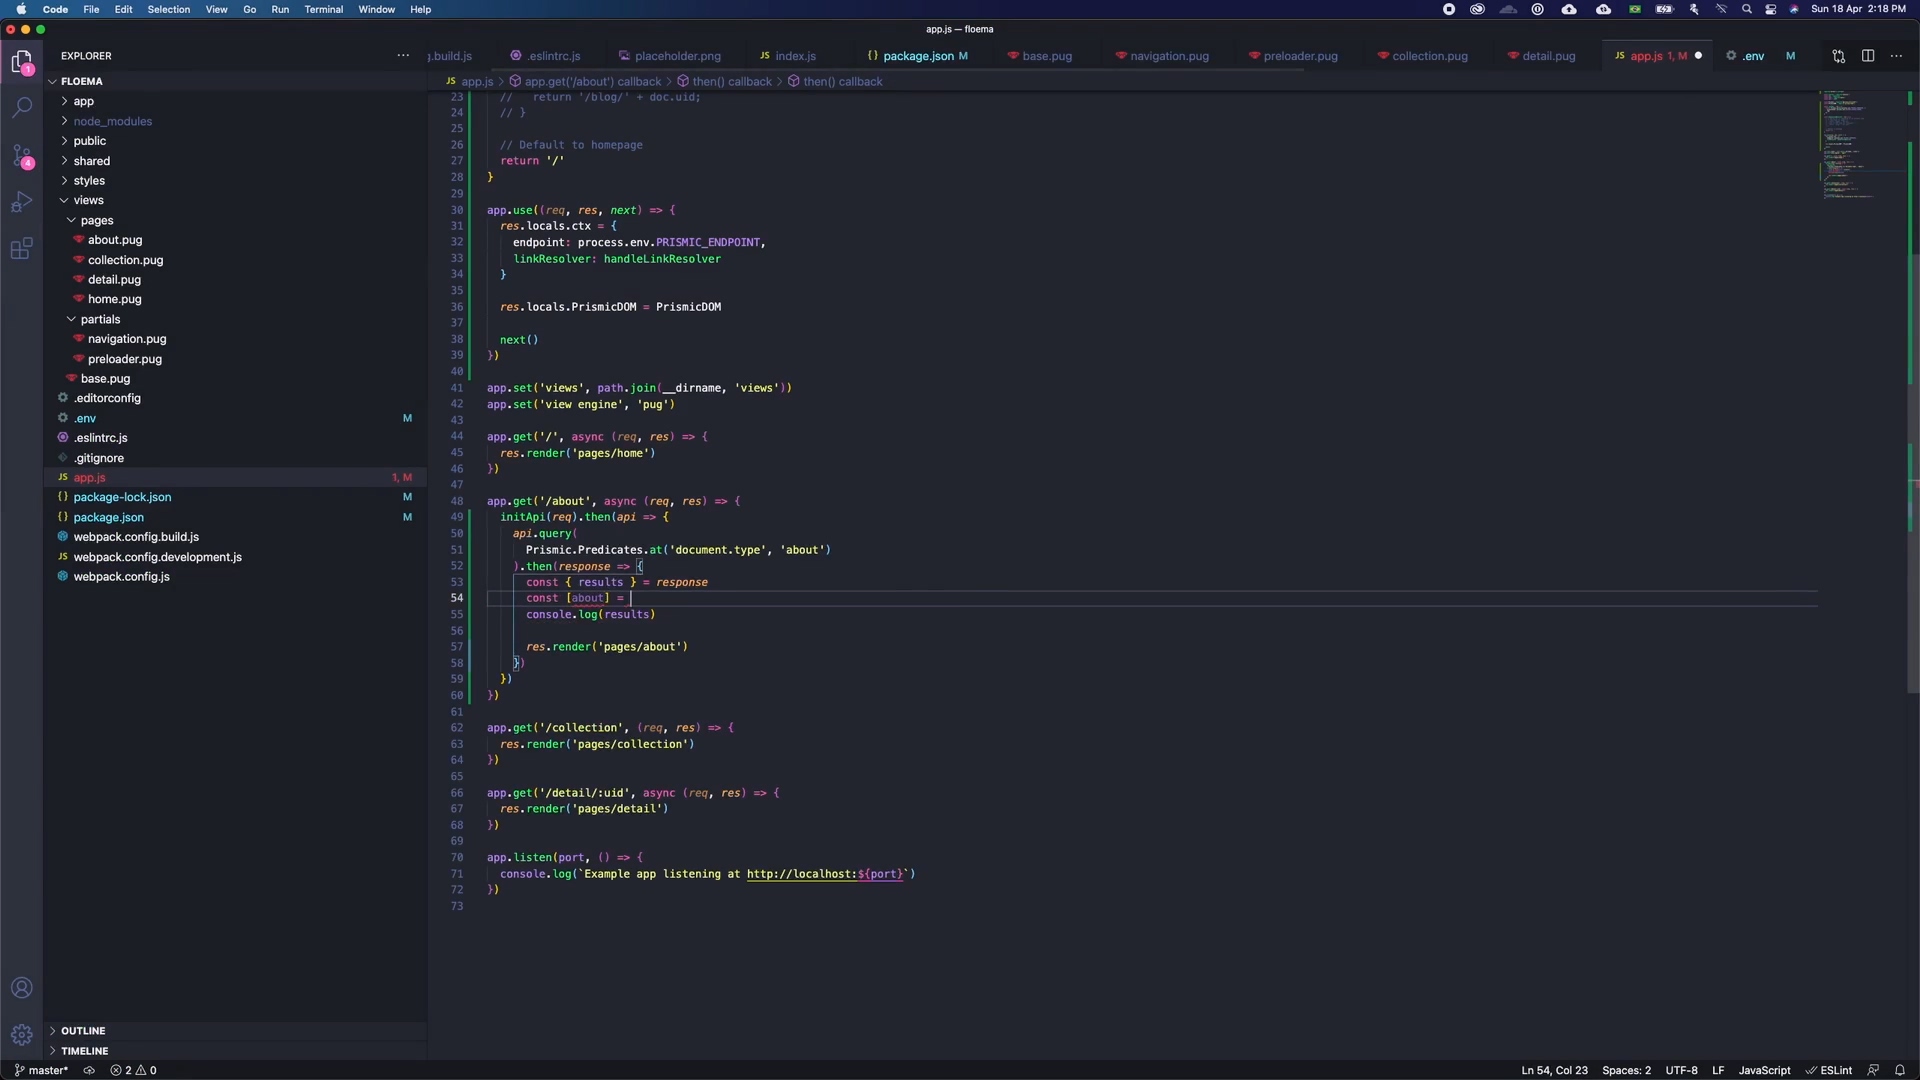 Code File Edit Selection View Go Run Terminal Window Help Sun 18 Apr 2:18 PM
app.js — floema
EXPLORER
g.build.js .eslintrc.js placeholder.png JS index.js {} package.json M base.pug navigation.pug preloader.pug collection.pug detail.pug JS app.js 1, M .env M
JS app.js > app.get('/about') callback > then() callback > then() callback
1
4
FLOEMA
app
node_modules
public
shared
styles
views
pages
about.pug
collection.pug
detail.pug
home.pug
partials
navigation.pug
preloader.pug
base.pug
.editorconfig
.env M
.eslintrc.js
.gitignore
JS app.js 1, M
{} package-lock.json M
{} package.json M
webpack.config.build.js
JS webpack.config.development.js
webpack.config.js
OUTLINE
TIMELINE
23 //   return '/blog/' + doc.uid;
24 // }
25
26 // Default to homepage
27 return '/'
28 }
29
30 app.use((req, res, next) => {
31 res.locals.ctx = {
32 endpoint: process.env.PRISMIC_ENDPOINT,
33 linkResolver: handleLinkResolver
34 }
35
36 res.locals.PrismicDOM = PrismicDOM
37
38 next()
39 })
40
41 app.set('views', path.join(__dirname, 'views'))
42 app.set('view engine', 'pug')
43
44 app.get('/', async (req, res) => {
45 res.render('pages/home')
46 })
47
48 app.get('/about', async (req, res) => {
49 initApi(req).then(api => {
50 api.query(
51 Prismic.Predicates.at('document.type', 'about')
52 ).then(response => {
53 const { results } = response
54 const [about] =
55 console.log(results)
56
57 res.render('pages/about')
58 })
59 })
60 })
61
62 app.get('/collection', (req, res) => {
63 res.render('pages/collection')
64 })
65
66 app.get('/detail/:uid', async (req, res) => {
67 res.render('pages/detail')
68 })
69
70 app.listen(port, () => {
71 console.log(`Example app listening at http://localhost:${port}`)
72 })
73
master* 2 0 Ln 54, Col 23 Spaces: 2 UTF-8 LF JavaScript ESLint